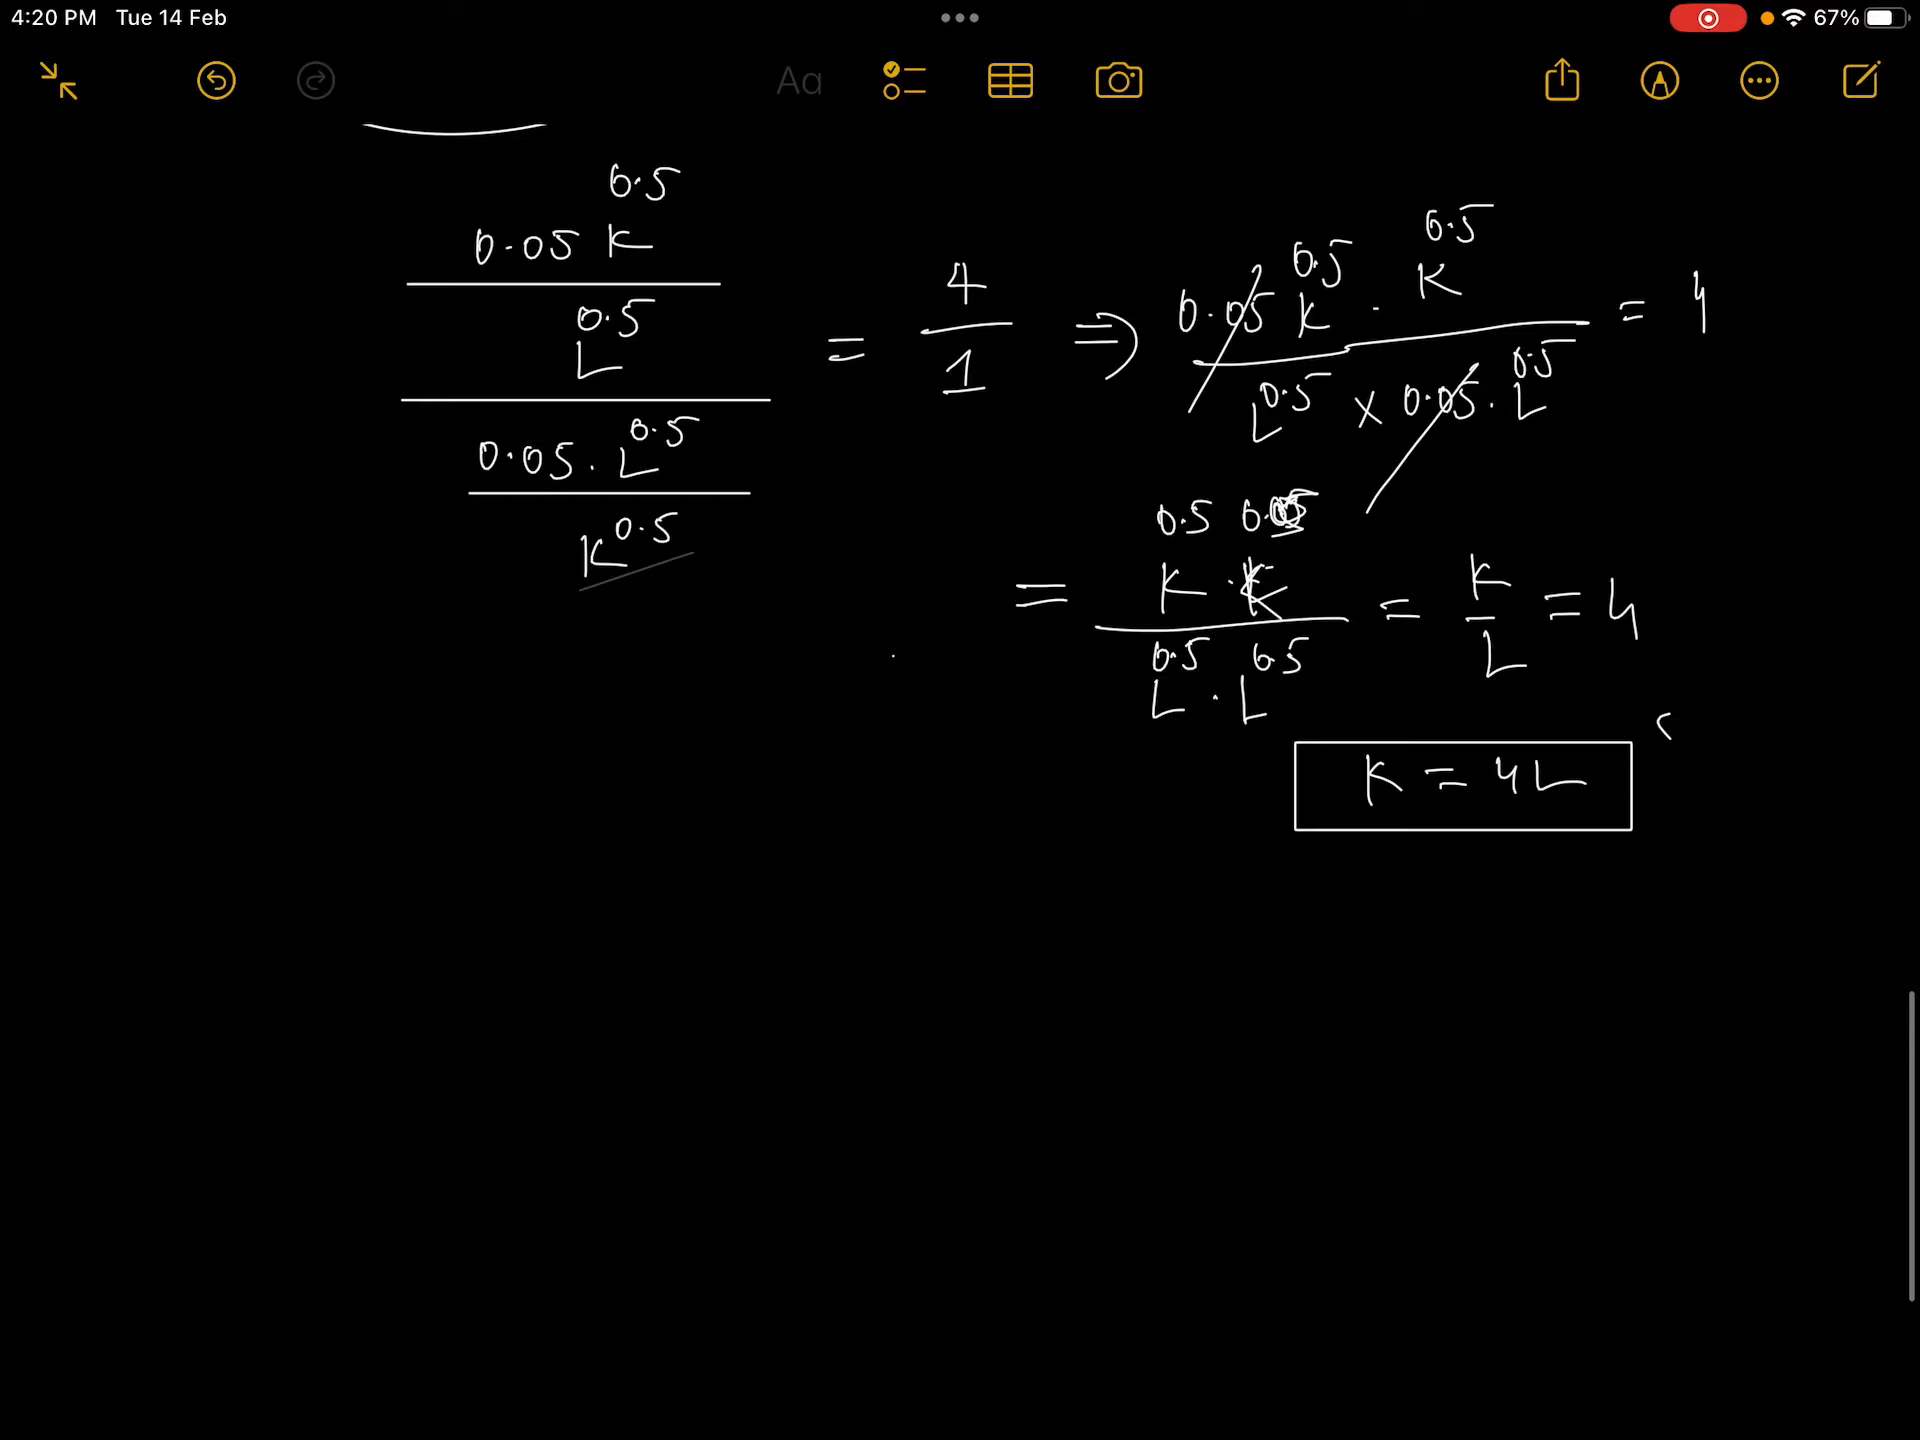 4:20 PM Tue 14 Feb
67%
Aa
0.05 K^0.5 / L^0.5 / 0.05 . L^0.5 / K^0.5 = 4/1 ⇒ 0.05 K^0.5 . K^0.5 / L^0.5 x 0.05 . L^0.5 = 4
= K^0.5 . K^0.5 / L^0.5 . L^0.5 = K/L = 4
K = 4L